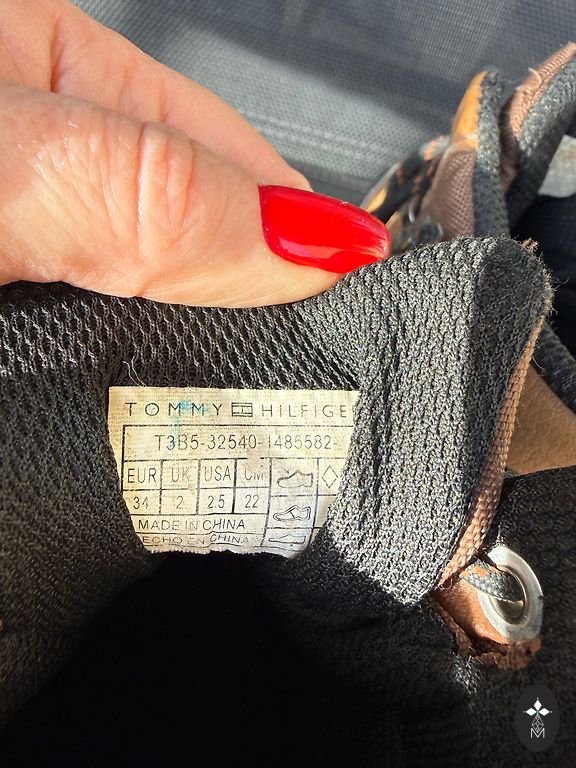 TOMMY HILFIGE
T3B5-32540-1485582-
EUR UK USA CM
34 2 2.5 22
MADE IN CHINA
ECHO EN CHINA
M